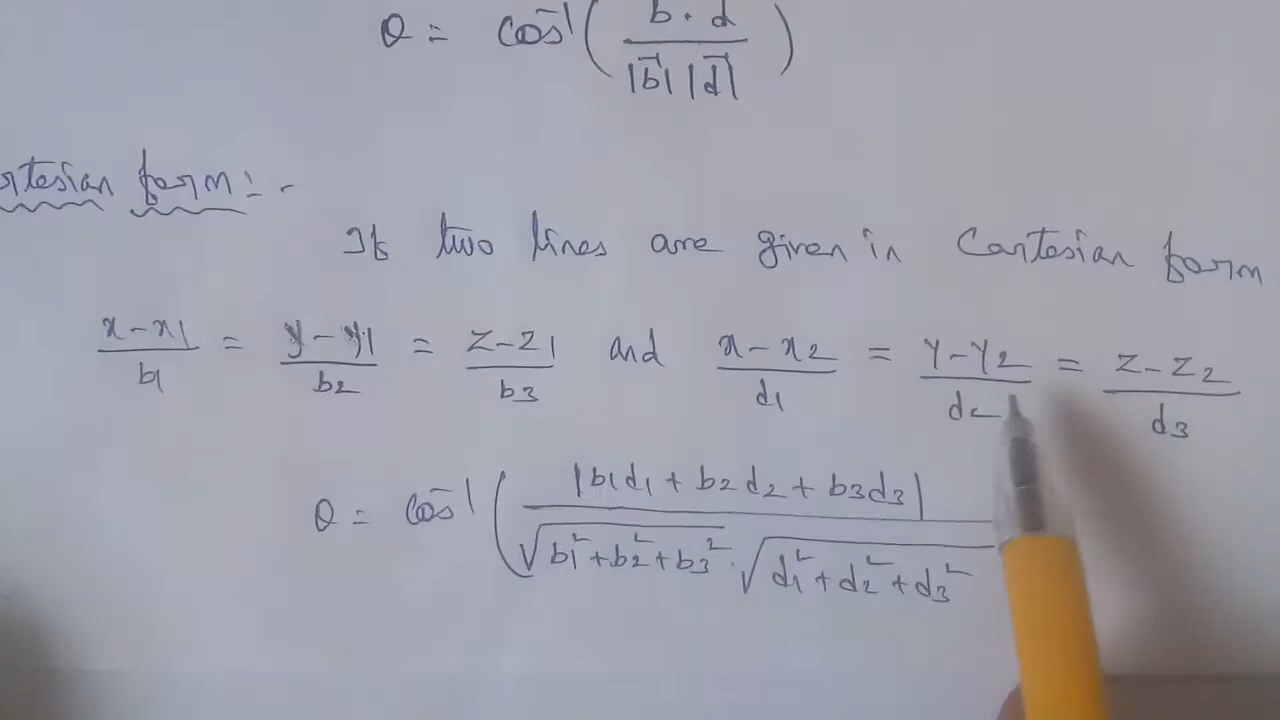 θ = cos⁻¹( b · d / |b⃗| |d⃗| )
rtesian form:-
If two lines are given in Cartesian form
x-x1/b1 = y-y1/b2 = z-z1/b3 and x-x2/d1 = y-y2/d2 = z-z2/d3
θ = cos⁻¹( |b1d1 + b2d2 + b3d3| / √b1²+b2²+b3² · √d1²+d2²+d3²